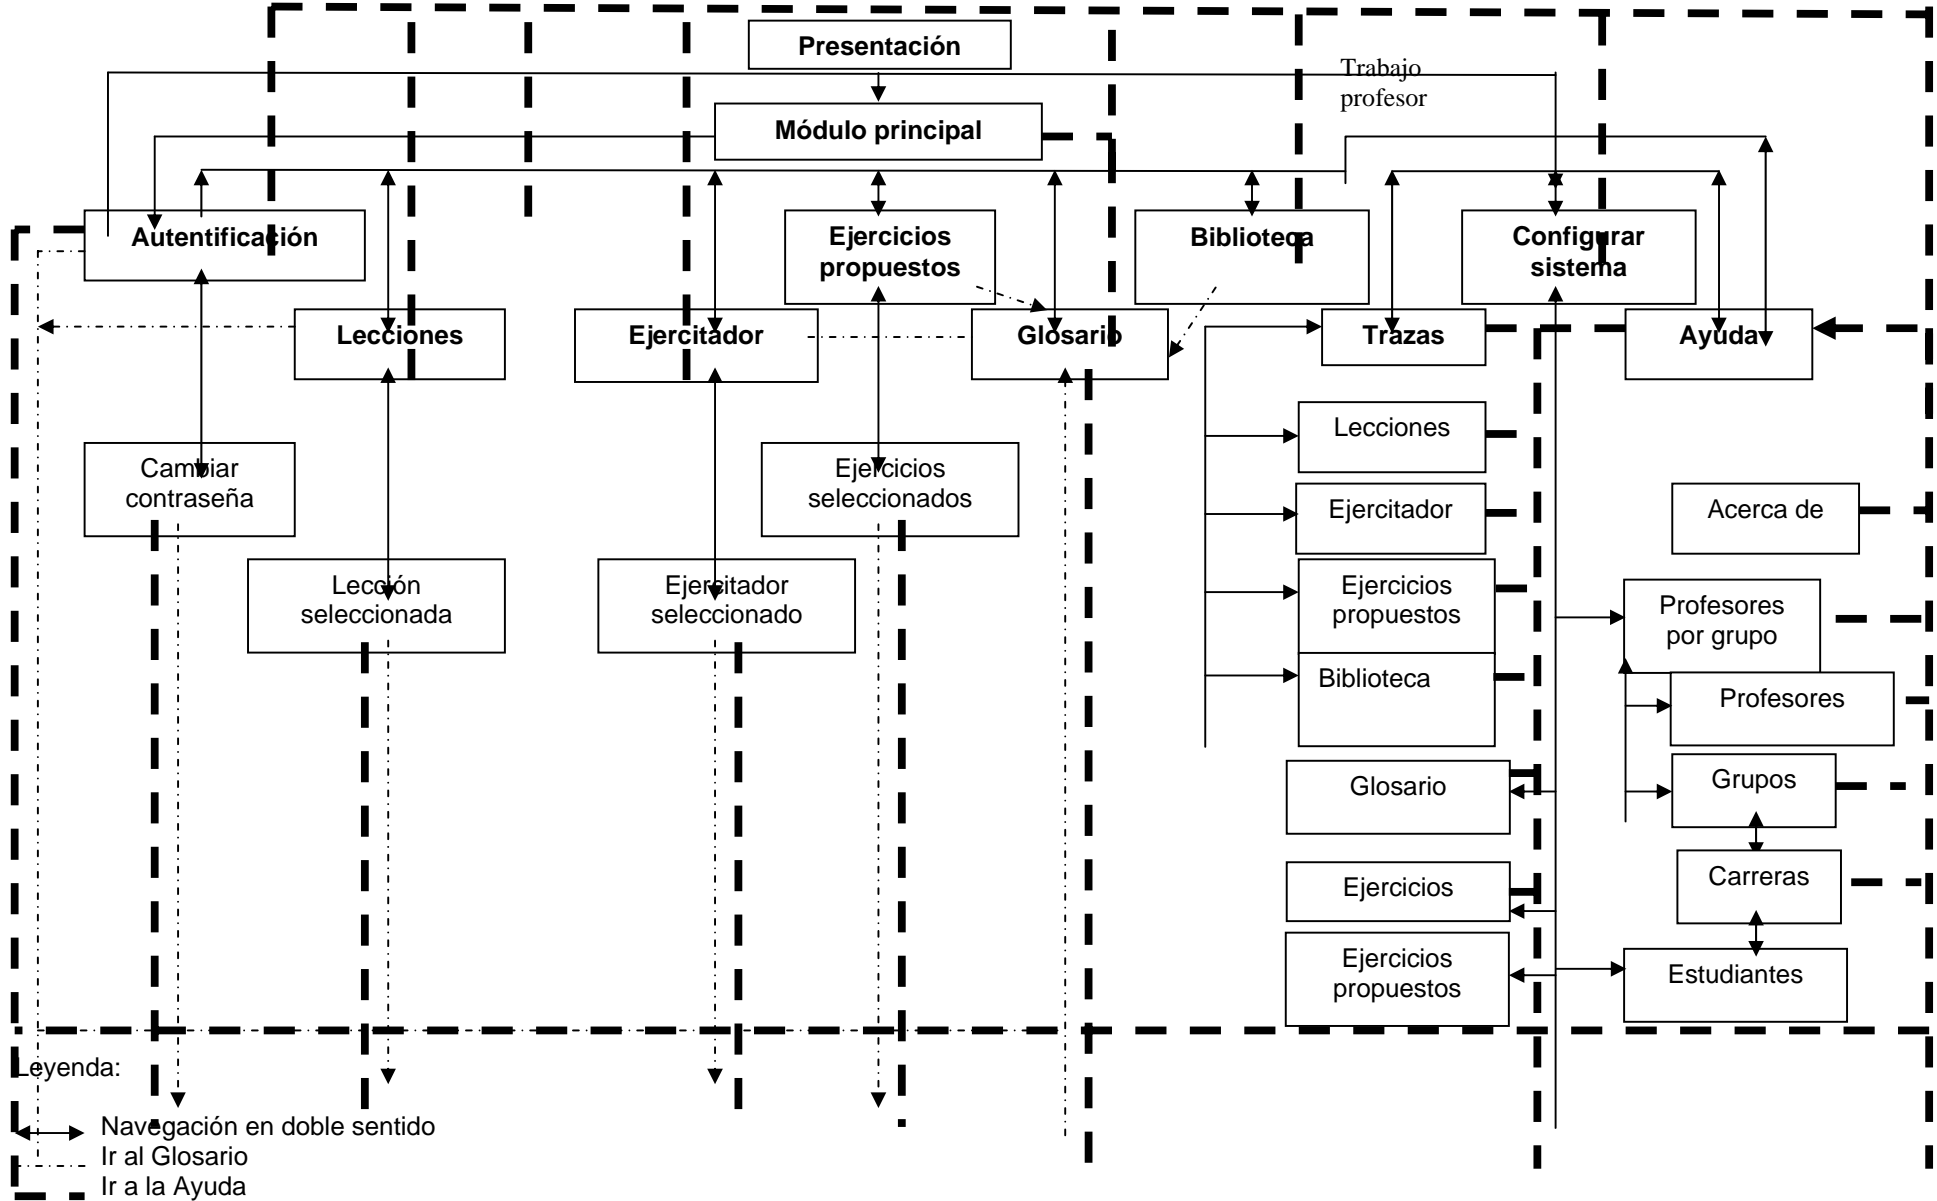 Presentación
Trabajo
profesor
Módulo principal
Autentificación
Ejercicios
propuestos
Biblioteca
Configurar
sistema
Lecciones
Ejercitador
Glosario
Trazas
Ayuda
Lecciones
Cambiar
contraseña
Ejercicios
seleccionados
Ejercitador
Acerca de
Lección
seleccionada
Ejercitador
seleccionado
Ejercicios
propuestos
Profesores
por grupo
Biblioteca
Profesores
Glosario
Grupos
Ejercicios
Carreras
Ejercicios
propuestos
Estudiantes
Leyenda:
Navegación en doble sentido
Ir al Glosario
Ir a la Ayuda